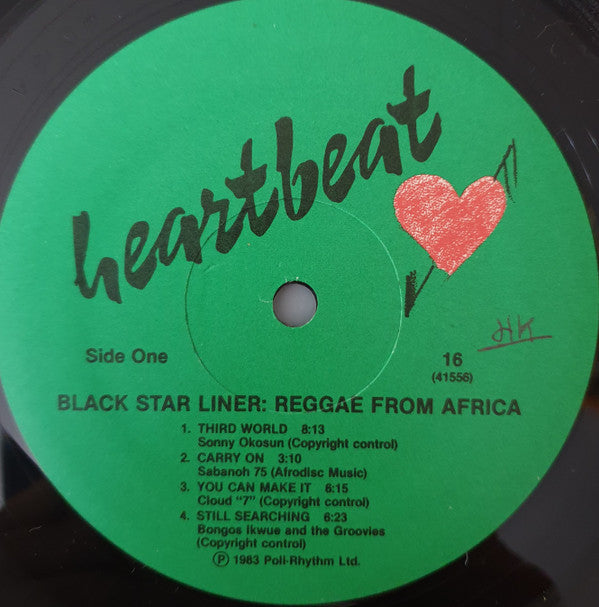 heartbeat
HK
Side One
16
(41556)
BLACK STAR LINER: REGGAE FROM AFRICA
1. THIRD WORLD 8:13
Sonny Okosun (Copyright control)
2. CARRY ON 3:10
Sabanoh 75 (Afrodisc Music)
3. YOU CAN MAKE IT 6:15
Cloud "7" (Copyright control)
4. STILL SEARCHING 6:23
Bongos Ikwue and the Groovies
(Copyright control)
Ⓟ 1983 Poli-Rhythm Ltd.